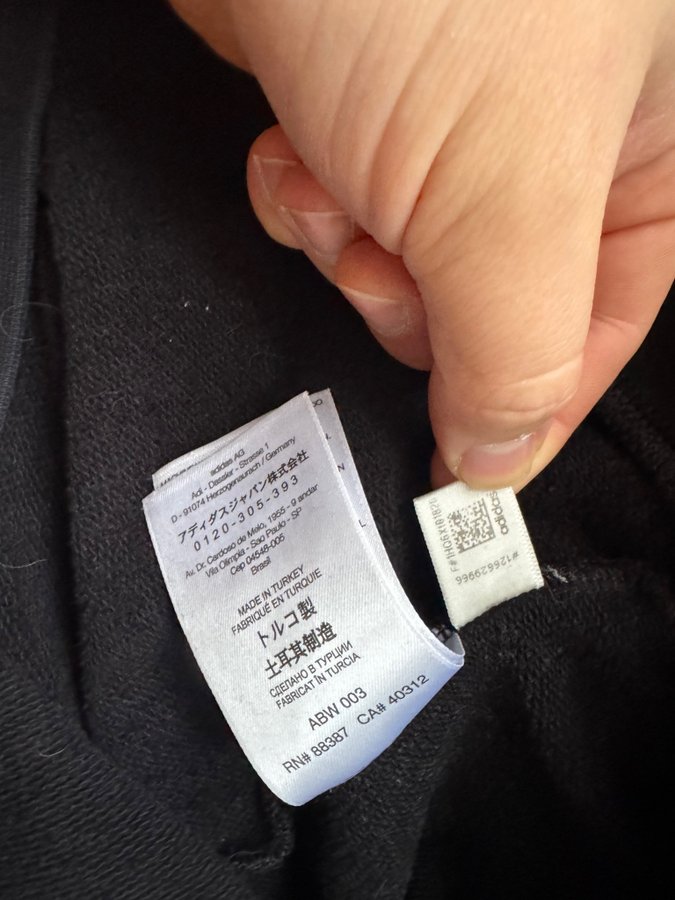 adidas AG
Adi - Dassler - Strasse 1
D - 91074 Herzogenaurach / Germany
アディダスジャパン株式会社
0120-305-393
Av. Dr. Cardoso de Melo, 1955 - 9 andar
Vila Olimpia - Sao Paulo - SP
Cep 04548-005
Brasil
MADE IN TURKEY
FABRIQUÉ EN TURQUIE
トルコ製
土耳其制造
СДЕЛАНО В ТУРЦИИ
FABRICAT ÎN TURCIA
ABW 003
RN# 88387 CA# 40312
adidas
#126629966